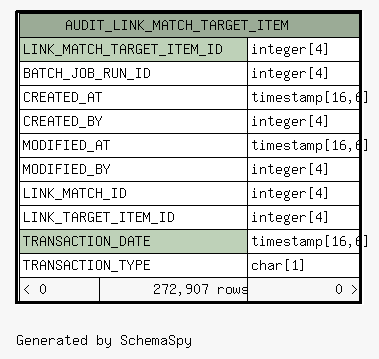 AUDIT_LINK_MATCH_TARGET_ITEM
LINK_MATCH_TARGET_ITEM_ID integer[4]
BATCH_JOB_RUN_ID integer[4]
CREATED_AT timestamp[16,6]
CREATED_BY integer[4]
MODIFIED_AT timestamp[16,6]
MODIFIED_BY integer[4]
LINK_MATCH_ID integer[4]
LINK_TARGET_ITEM_ID integer[4]
TRANSACTION_DATE timestamp[16,6]
TRANSACTION_TYPE char[1]
< 0 272,907 rows 0 >
Generated by SchemaSpy